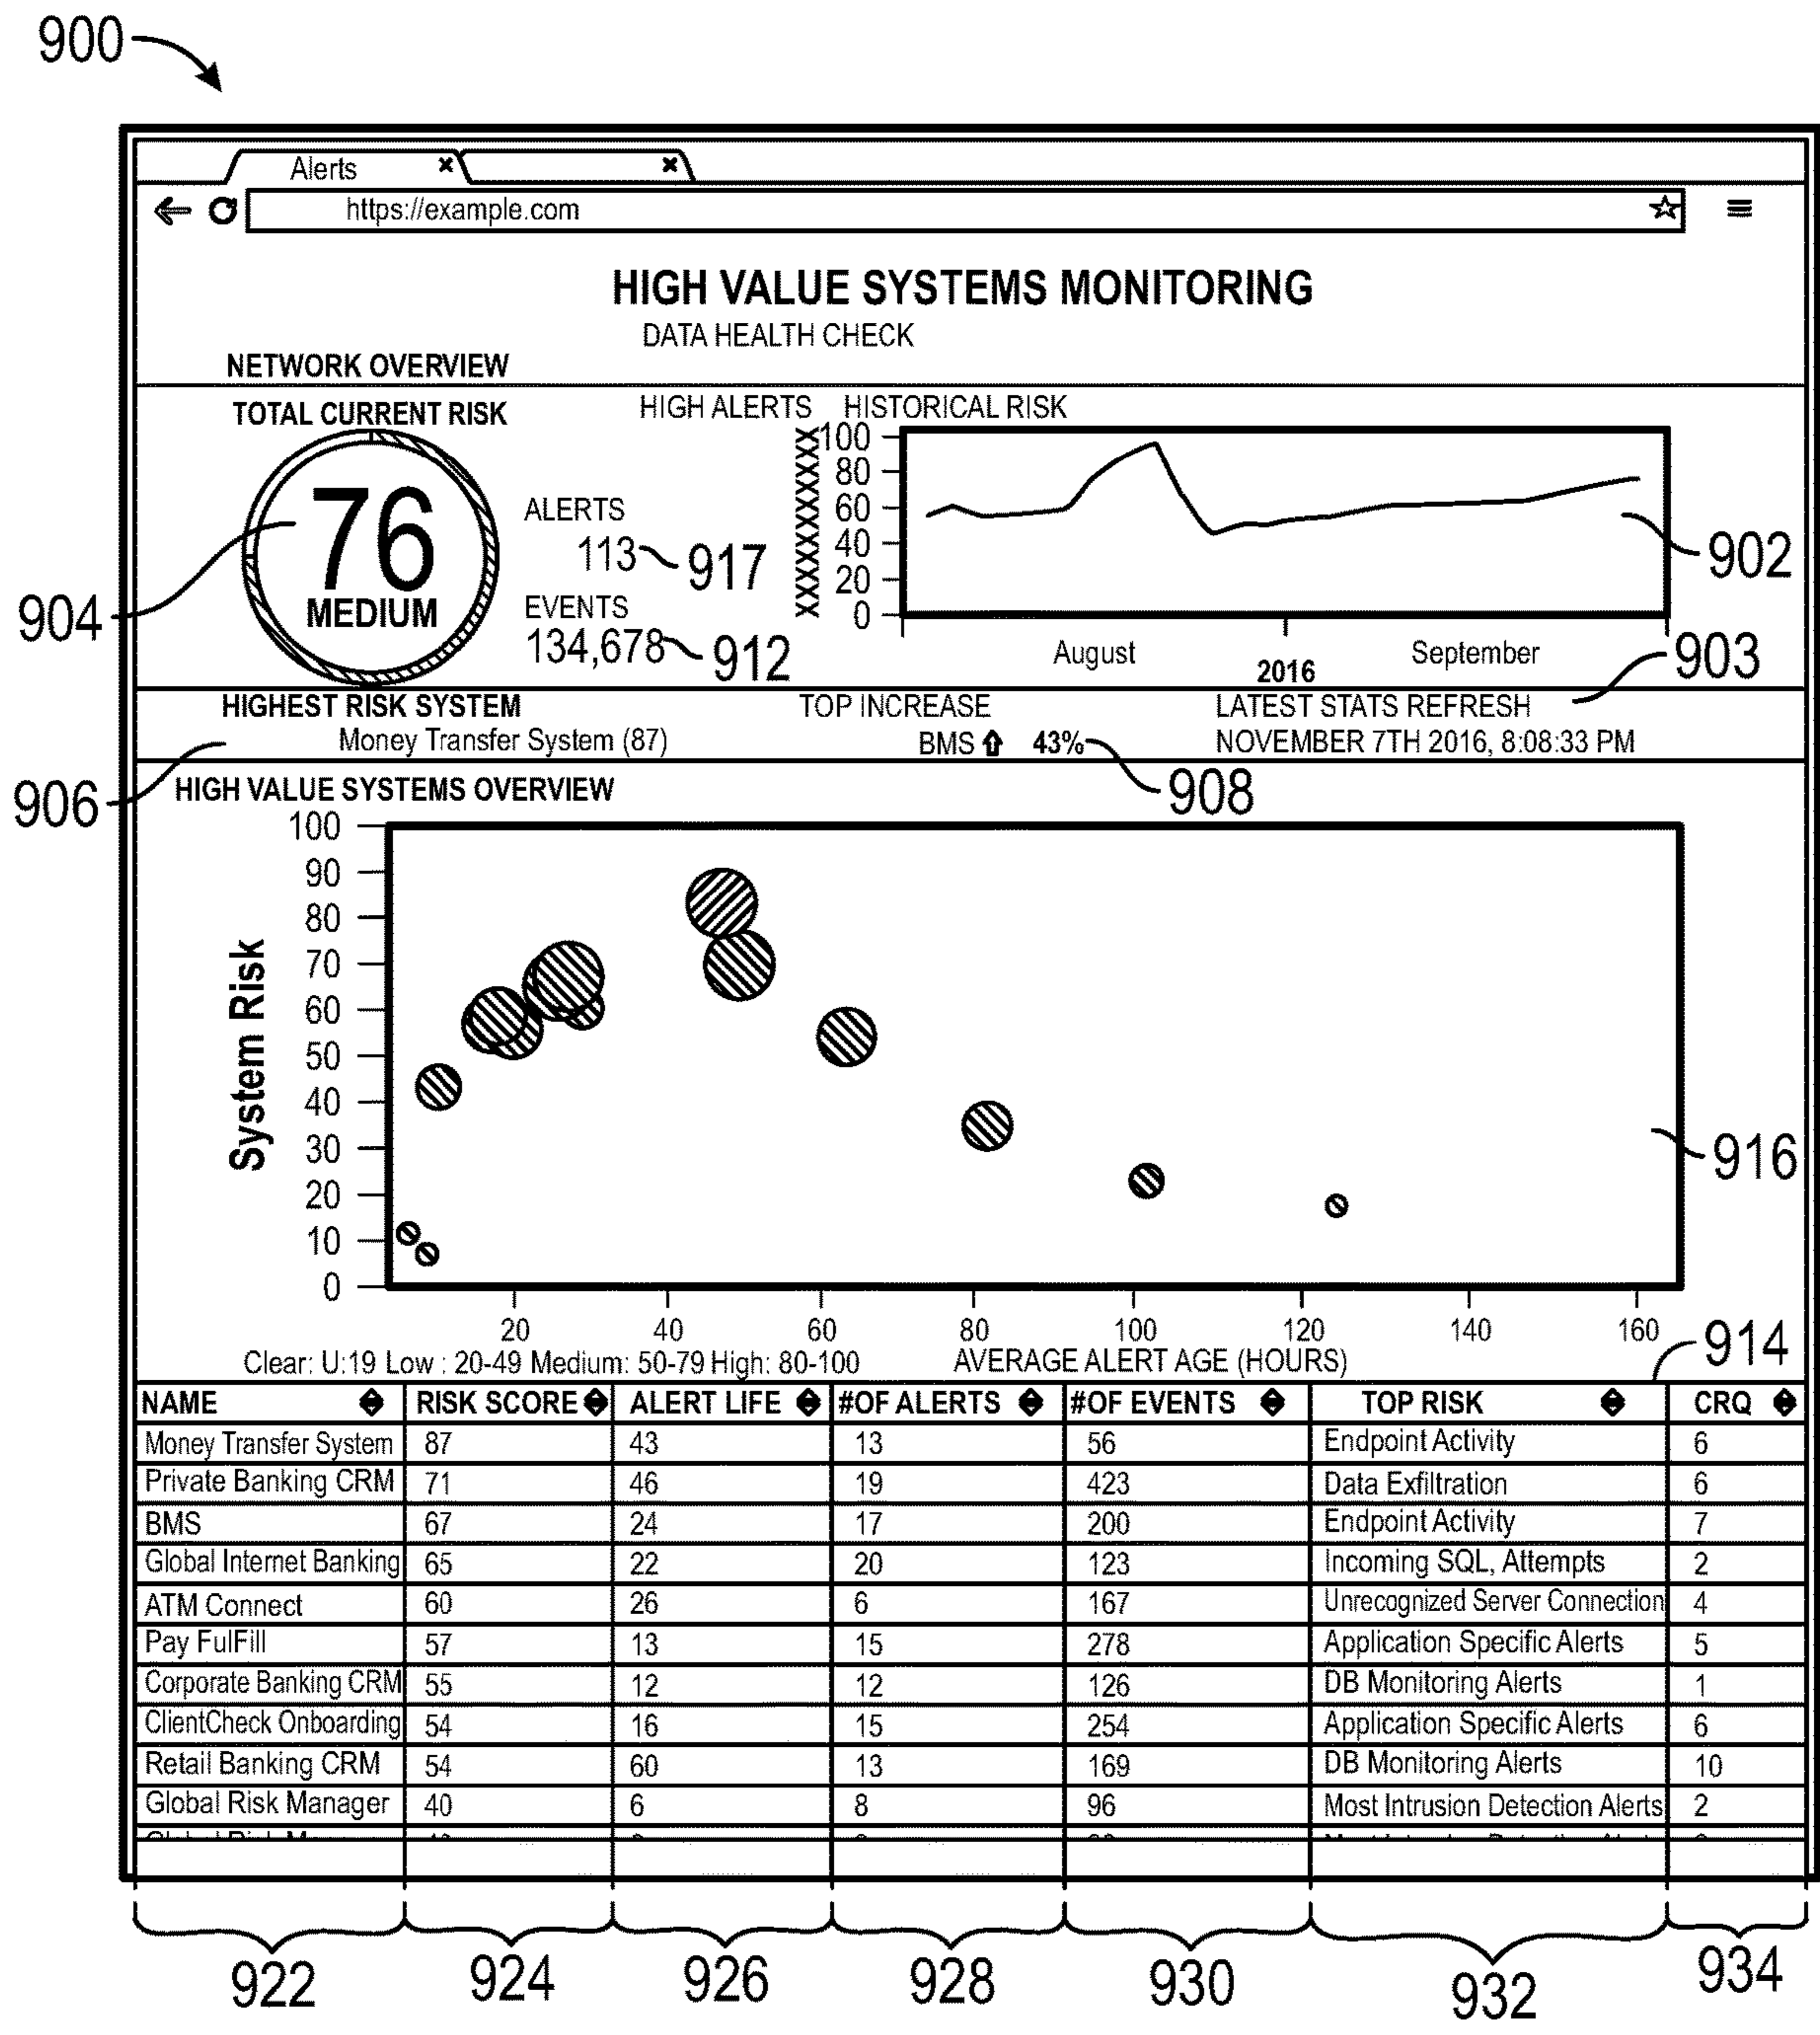 900
Alerts
https://example.com
HIGH VALUE SYSTEMS MONITORING
DATA HEALTH CHECK
NETWORK OVERVIEW
TOTAL CURRENT RISK
76
MEDIUM
904
HIGH ALERTS
ALERTS
113 917
EVENTS
134,678 912
HISTORICAL RISK
100
80
60
40
20
0
902
August September
2016
903
HIGHEST RISK SYSTEM TOP INCREASE LATEST STATS REFRESH
Money Transfer System (87) BMS 43% NOVEMBER 7TH 2016, 8:08:33 PM
906
908
HIGH VALUE SYSTEMS OVERVIEW
System Risk
100
90
80
70
60
50
40
30
20
10
0
916
20 40 60 80 100 120 140 160
914
Clear: U:19 Low : 20-49 Medium: 50-79 High: 80-100 AVERAGE ALERT AGE (HOURS)
NAME RISK SCORE ALERT LIFE #OF ALERTS #OF EVENTS TOP RISK CRQ
Money Transfer System 87 43 13 56 Endpoint Activity 6
Private Banking CRM 71 46 19 423 Data Exfiltration 6
BMS 67 24 17 200 Endpoint Activity 7
Global Internet Banking 65 22 20 123 Incoming SQL, Attempts 2
ATM Connect 60 26 6 167 Unrecognized Server Connection 4
Pay FulFill 57 13 15 278 Application Specific Alerts 5
Corporate Banking CRM 55 12 12 126 DB Monitoring Alerts 1
ClientCheck Onboarding 54 16 15 254 Application Specific Alerts 6
Retail Banking CRM 54 60 13 169 DB Monitoring Alerts 10
Global Risk Manager 40 6 8 96 Most Intrusion Detection Alerts 2
922 924 926 928 930 932 934